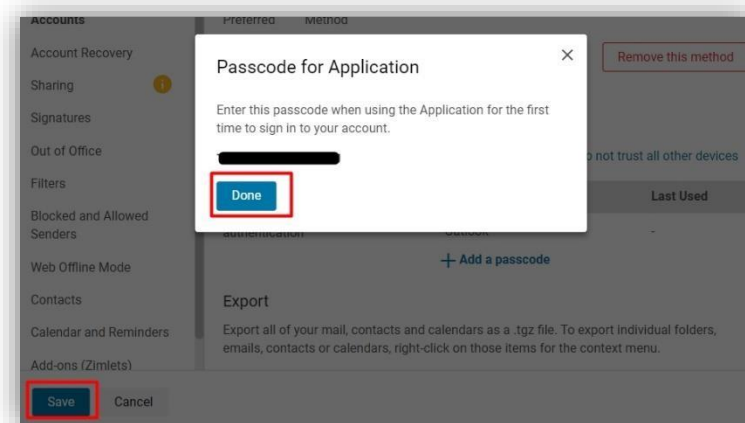 Accounts
Preferred Method
Account Recovery
Sharing
Signatures
Out of Office
Filters
Blocked and Allowed
Senders
Web Offline Mode
Contacts
Calendar and Reminders
Add-ons (Zimlets)
Passcode for Application
Enter this passcode when using the Application for the first
time to sign in to your account.
Done
Remove this method
not trust all other devices
Last Used
authentication Outlook -
+ Add a passcode
Export
Export all of your mail, contacts and calendars as a .tgz file. To export individual folders,
emails, contacts or calendars, right-click on those items for the context menu.
Save Cancel